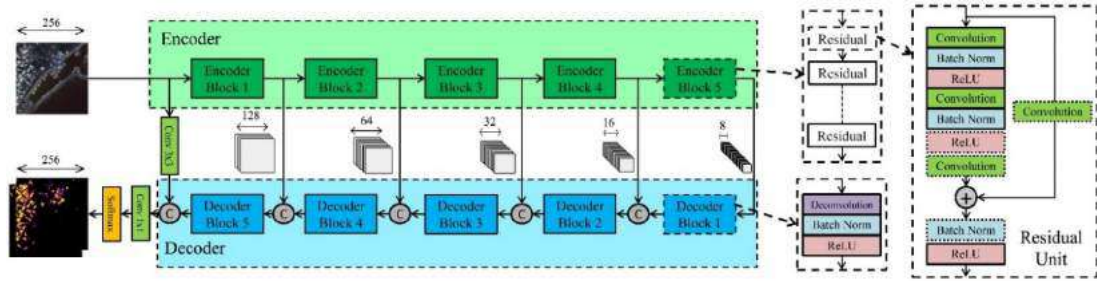 256
Encoder
Encoder
Block 1
Encoder
Block 2
Encoder
Block 3
Encoder
Block 4
Encoder
Block 5
Conv 3x3
128
64
32
16
8
256
Softmax
Conv 1x1
C
Decoder
Block 5
C
Decoder
Block 4
C
Decoder
Block 3
C
Decoder
Block 2
C
Decoder
Block 1
Decoder
Residual
Residual
Residual
Deconvolution
Batch Norm
ReLU
Convolution
Batch Norm
ReLU
Convolution
Batch Norm
ReLU
Convolution
Convolution
+
Batch Norm
ReLU
Residual
Unit